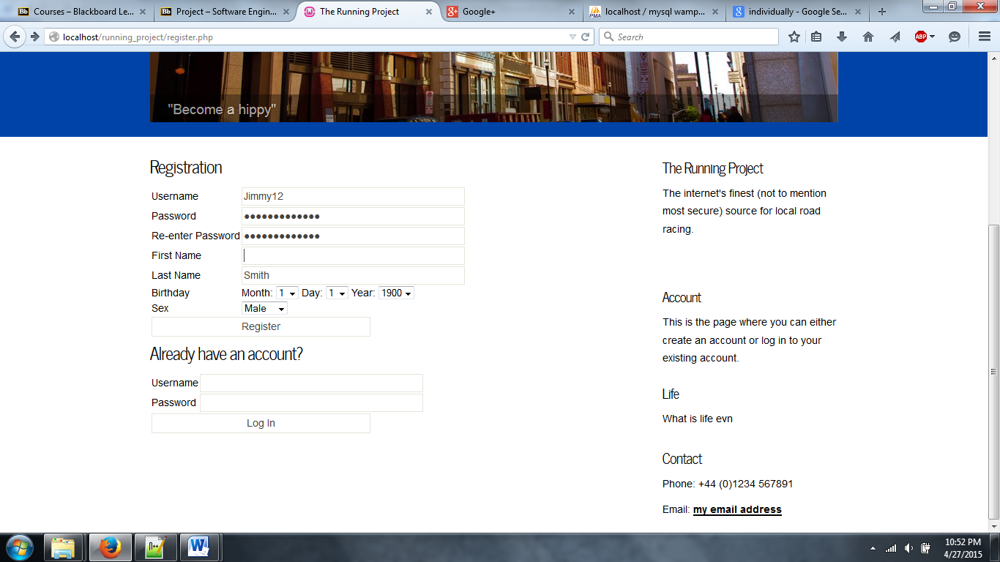 Courses – Blackboard Le...
Project – Software Engin...
The Running Project
Google+
localhost / mysql wamp...
individually - Google Se...
localhost/running_project/register.php
Search
"Become a hippy"
Registration
Username Jimmy12
Password ●●●●●●●●●●●●●
Re-enter Password ●●●●●●●●●●●●●
First Name
Last Name Smith
Birthday Month: 1 Day: 1 Year: 1900
Sex Male
Register
Already have an account?
Username
Password
Log In
The Running Project
The internet's finest (not to mention
most secure) source for local road
racing.
Account
This is the page where you can either
create an account or log in to your
existing account.
Life
What is life evn
Contact
Phone: +44 (0)1234 567891
Email: my email address
10:52 PM
4/27/2015